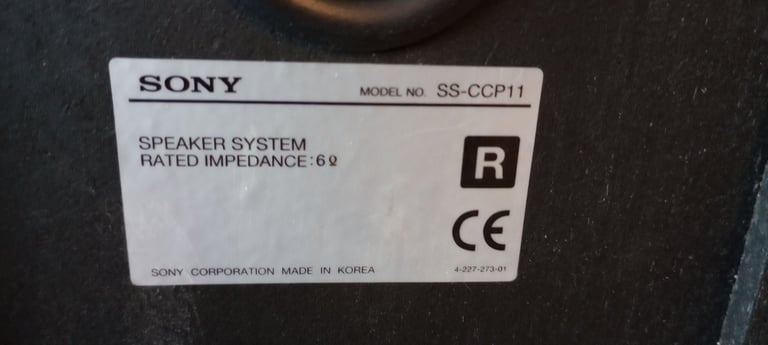 SONY MODEL NO. SS-CCP11
SPEAKER SYSTEM
RATED IMPEDANCE:6Ω
R
CE
SONY CORPORATION MADE IN KOREA 4-227-273-01